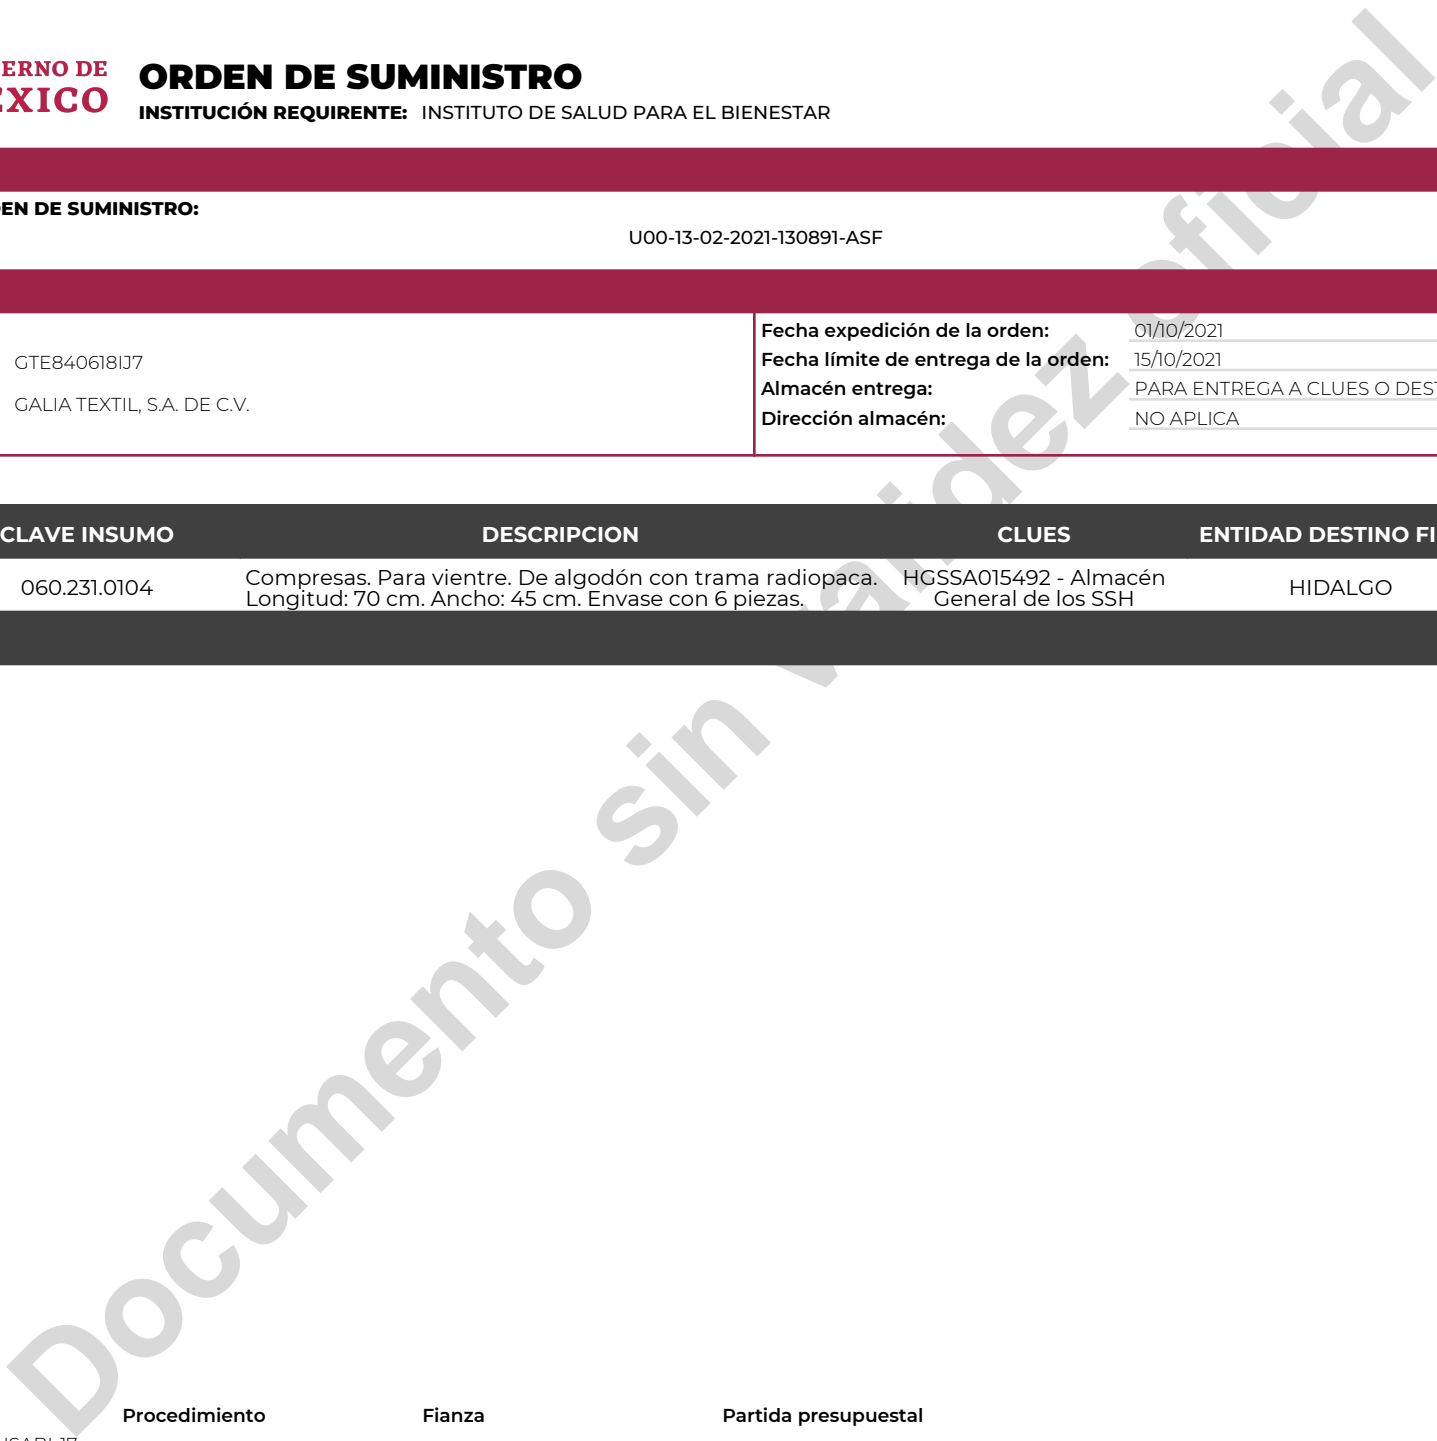 ERNO DE
EXICO
ORDEN DE SUMINISTRO
INSTITUCIÓN REQUIRENTE: INSTITUTO DE SALUD PARA EL BIENESTAR
EN DE SUMINISTRO:
U00-13-02-2021-130891-ASF
GTE840618IJ7
GALIA TEXTIL, S.A. DE C.V.
Fecha expedición de la orden: 01/10/2021
Fecha límite de entrega de la orden: 15/10/2021
Almacén entrega: PARA ENTREGA A CLUES O DEST
Dirección almacén: NO APLICA
CLAVE INSUMO DESCRIPCION CLUES ENTIDAD DESTINO FI
060.231.0104 Compresas. Para vientre. De algodón con trama radiopaca. HGSSA015492 - Almacén HIDALGO
Longitud: 70 cm. Ancho: 45 cm. Envase con 6 piezas. General de los SSH
Documento sin validez oficial
Procedimiento Fianza Partida presupuestal